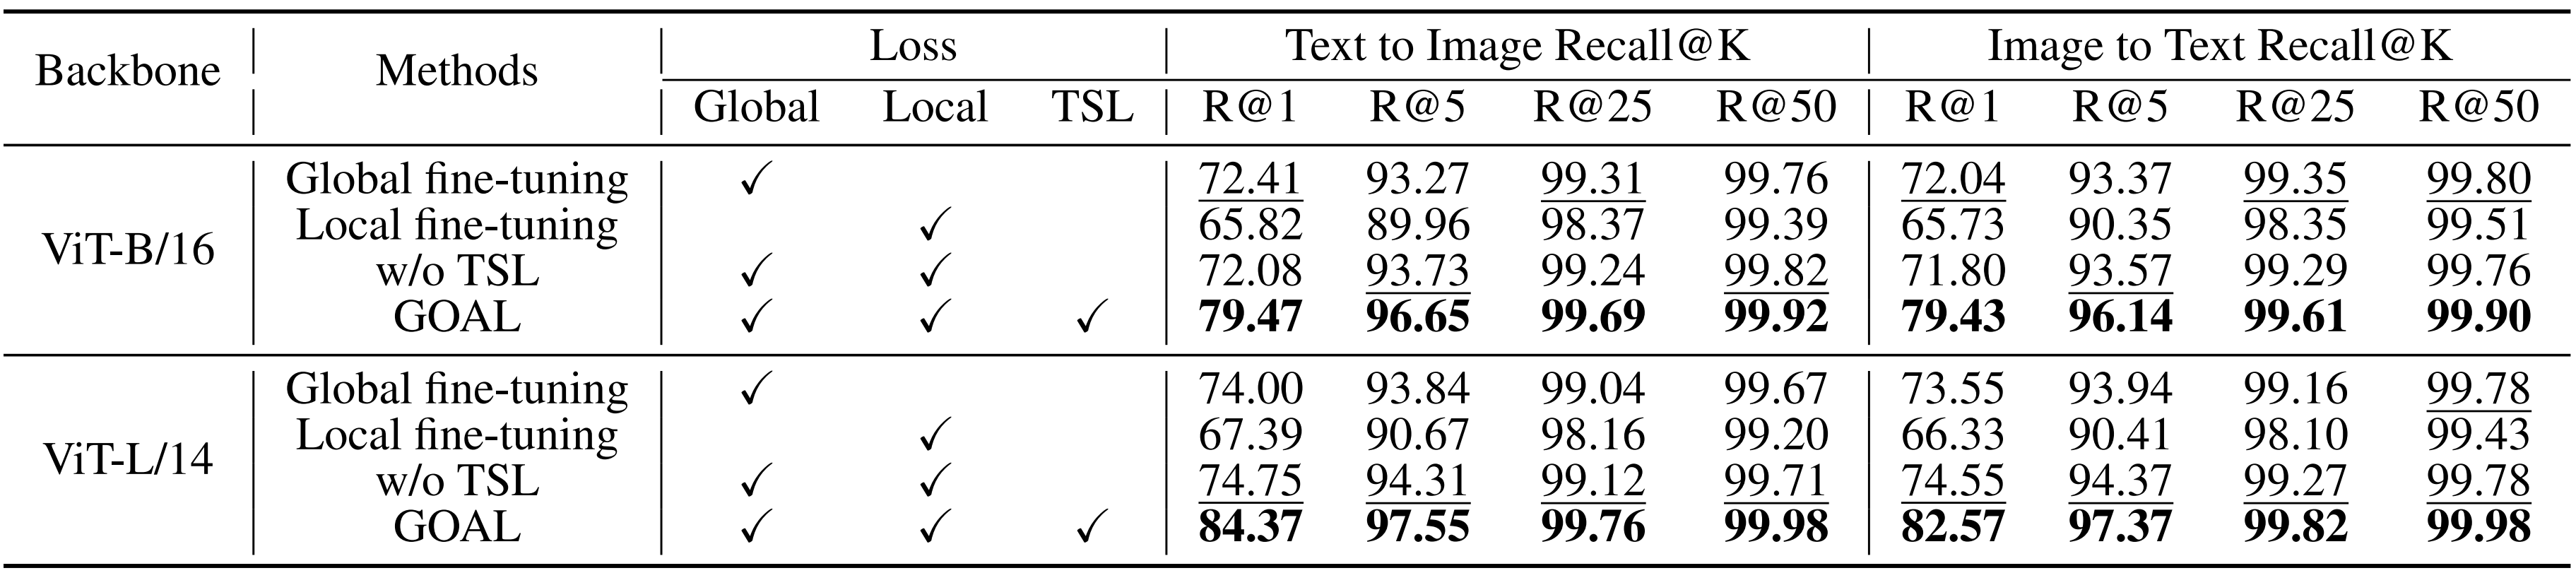 Backbone Methods Loss Text to Image Recall@K Image to Text Recall@K
Global Local TSL R@1 R@5 R@25 R@50 R@1 R@5 R@25 R@50
ViT-B/16
Global fine-tuning ✓ 72.41 93.27 99.31 99.76 72.04 93.37 99.35 99.80
Local fine-tuning ✓ 65.82 89.96 98.37 99.39 65.73 90.35 98.35 99.51
w/o TSL ✓ ✓ 72.08 93.73 99.24 99.82 71.80 93.57 99.29 99.76
GOAL ✓ ✓ ✓ 79.47 96.65 99.69 99.92 79.43 96.14 99.61 99.90
ViT-L/14
Global fine-tuning ✓ 74.00 93.84 99.04 99.67 73.55 93.94 99.16 99.78
Local fine-tuning ✓ 67.39 90.67 98.16 99.20 66.33 90.41 98.10 99.43
w/o TSL ✓ ✓ 74.75 94.31 99.12 99.71 74.55 94.37 99.27 99.78
GOAL ✓ ✓ ✓ 84.37 97.55 99.76 99.98 82.57 97.37 99.82 99.98